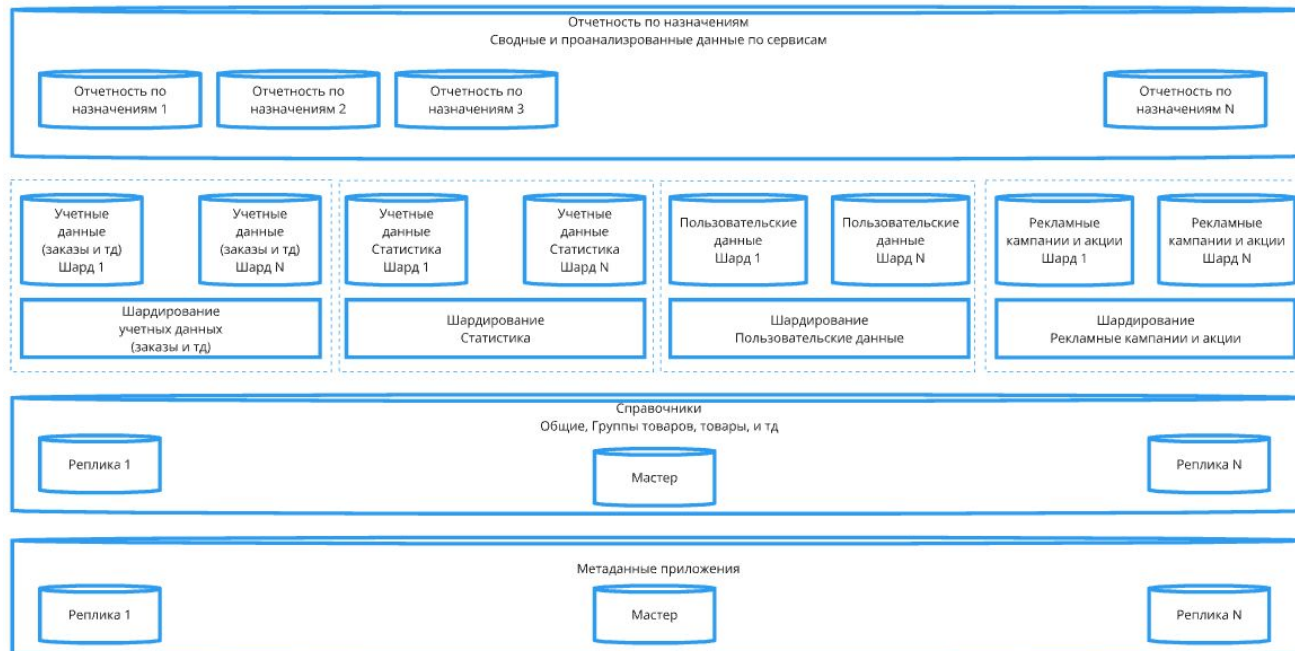 Отчетность по назначениям
Сводные и проанализрованные данные по сервисам
Отчетность по
назначениям 1
Отчетность по
назначениям 2
Отчетность по
назначениям 3
Отчетность по
назначениям N
Учетные
данные
(заказы и тд)
Шард 1
Учетные
данные
(заказы и тд)
Шард N
Учетные
данные
Статистика
Шард 1
Учетные
данные
Статистика
Шард N
Пользовательские
данные
Шард 1
Пользовательские
данные
Шард N
Рекламные
кампании и акции
Шард 1
Рекламные
кампании и акции
Шард N
Шардирование
учетных данных
(заказы и тд)
Шардирование
Статистика
Шардирование
Пользовательские данные
Шардирование
Рекламные кампании и акции
Справочники
Общие, Группы товаров, товары, и тд
Реплика 1
Мастер
Реплика N
Метаданные приложения
Реплика 1
Мастер
Реплика N